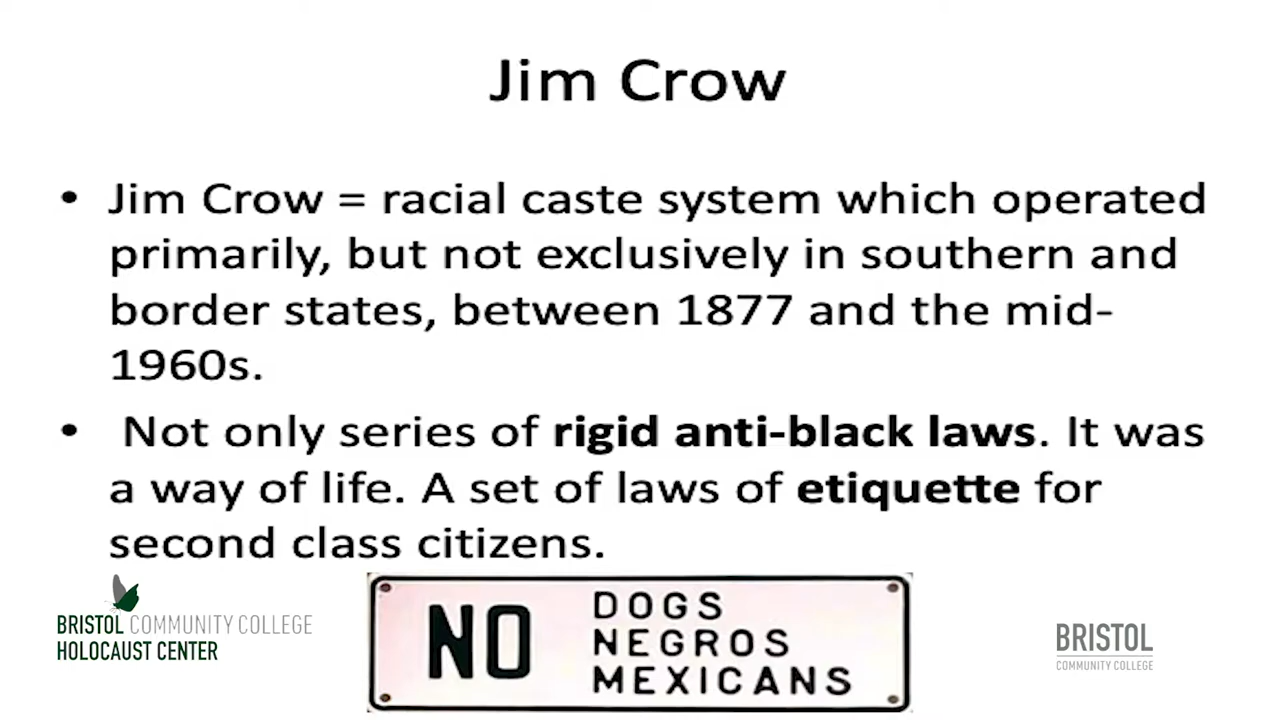 Jim Crow
• Jim Crow = racial caste system which operated
primarily, but not exclusively in southern and
border states, between 1877 and the mid-
1960s.
• Not only series of rigid anti-black laws. It was
a way of life. A set of laws of etiquette for
second class citizens.
BRISTOL COMMUNITY COLLEGE
HOLOCAUST CENTER
NO DOGS
NEGROS
MEXICANS
BRISTOL
COMMUNITY COLLEGE